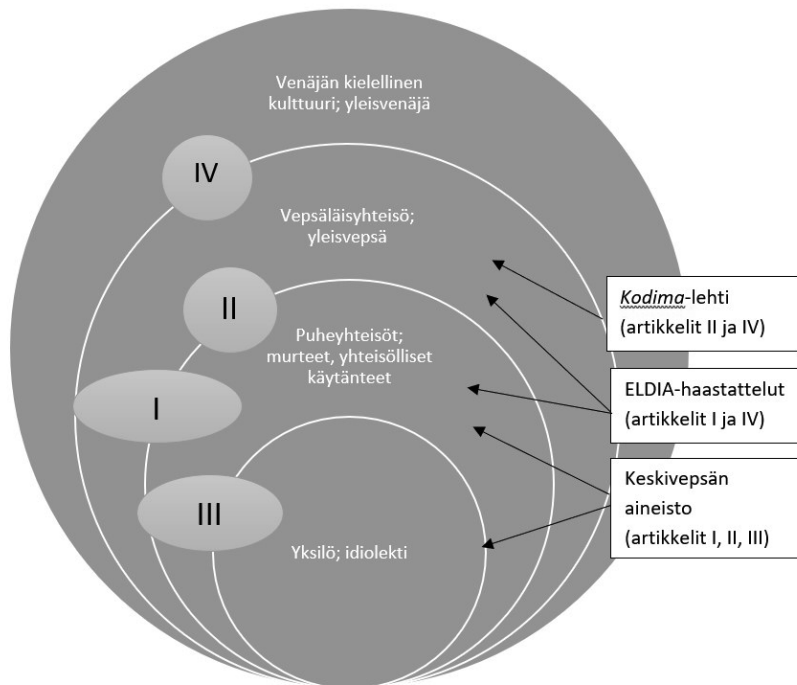 Venäjän kielellinen
kulttuuri; yleisvenäjä
IV
Vepsäläisyhteisö;
yleisvepsä
II
Puheyhteisöt;
murteet, yhteisölliset
käytänteet
I
III
Yksilö; idiolekti
Kodima-lehti
(artikkelit II ja IV)
ELDIA-haastattelut
(artikkelit I ja IV)
Keskivepsän
aineisto
(artikkelit I, II, III)